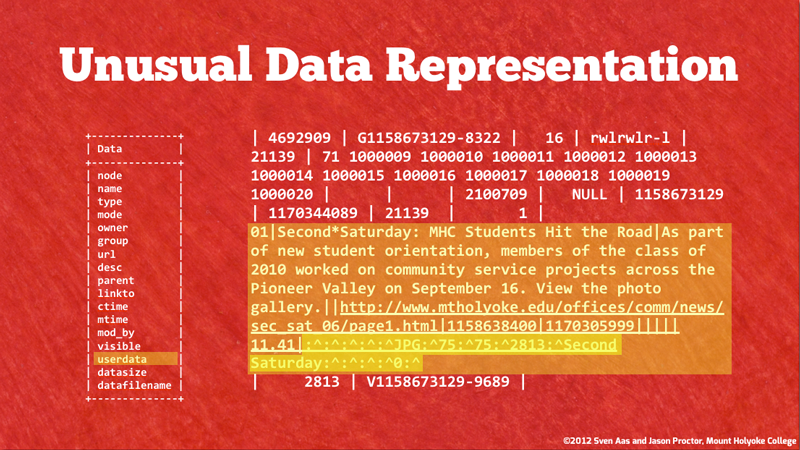 Unusual Data Representation
+--------------+
| Data |
+--------------+
| node |
| name |
| type |
| mode |
| owner |
| group |
| url |
| desc |
| parent |
| linkto |
| ctime |
| mtime |
| mod_by |
| visible |
| userdata |
| datasize |
| datafilename |
+--------------+
| 4692909 | G1158673129-8322 | 16 | rwlrwlr-l |
21139 | 71 1000009 1000010 1000011 1000012 1000013
1000014 1000015 1000016 1000017 1000018 1000019
1000020 | | | 2100709 | NULL | 1158673129
| 1170344089 | 21139 | 1 |
01|Second*Saturday: MHC Students Hit the Road|As part
of new student orientation, members of the class of
2010 worked on community service projects across the
Pioneer Valley on September 16. View the photo
gallery.||http://www.mtholyoke.edu/offices/comm/news/
sec_sat_06/page1.html|1158638400|1170305999|||||
11,41|:^:^:^:^:^JPG:^75:^75:^2813:^Second
Saturday:^:^:^:^0:^
| 2813 | V1158673129-9689 |
©2012 Sven Aas and Jason Proctor, Mount Holyoke College